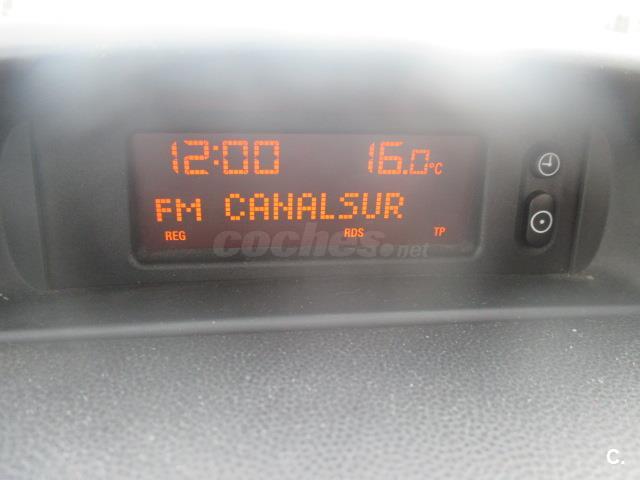 12:00 16.0°C
FM CANALSUR
REG RDS TP
coches.net
C.